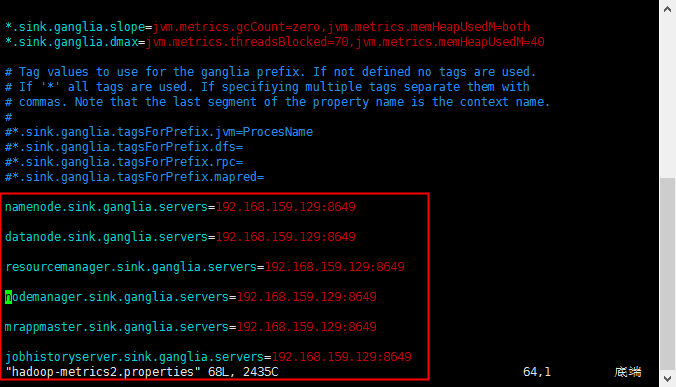 *.sink.ganglia.slope=jvm.metrics.gcCount=zero,jvm.metrics.memHeapUsedM=both
*.sink.ganglia.dmax=jvm.metrics.threadsBlocked=70,jvm.metrics.memHeapUsedM=40
# Tag values to use for the ganglia prefix. If not defined no tags are used.
# If '*' all tags are used. If specifiying multiple tags separate them with
# commas. Note that the last segment of the property name is the context name.
#
#*.sink.ganglia.tagsForPrefix.jvm=ProcesName
#*.sink.ganglia.tagsForPrefix.dfs=
#*.sink.ganglia.tagsForPrefix.rpc=
#*.sink.ganglia.tagsForPrefix.mapred=
namenode.sink.ganglia.servers=192.168.159.129:8649
datanode.sink.ganglia.servers=192.168.159.129:8649
resourcemanager.sink.ganglia.servers=192.168.159.129:8649
nodemanager.sink.ganglia.servers=192.168.159.129:8649
mrappmaster.sink.ganglia.servers=192.168.159.129:8649
jobhistoryserver.sink.ganglia.servers=192.168.159.129:8649
"hadoop-metrics2.properties" 68L, 2435C 64,1 底端